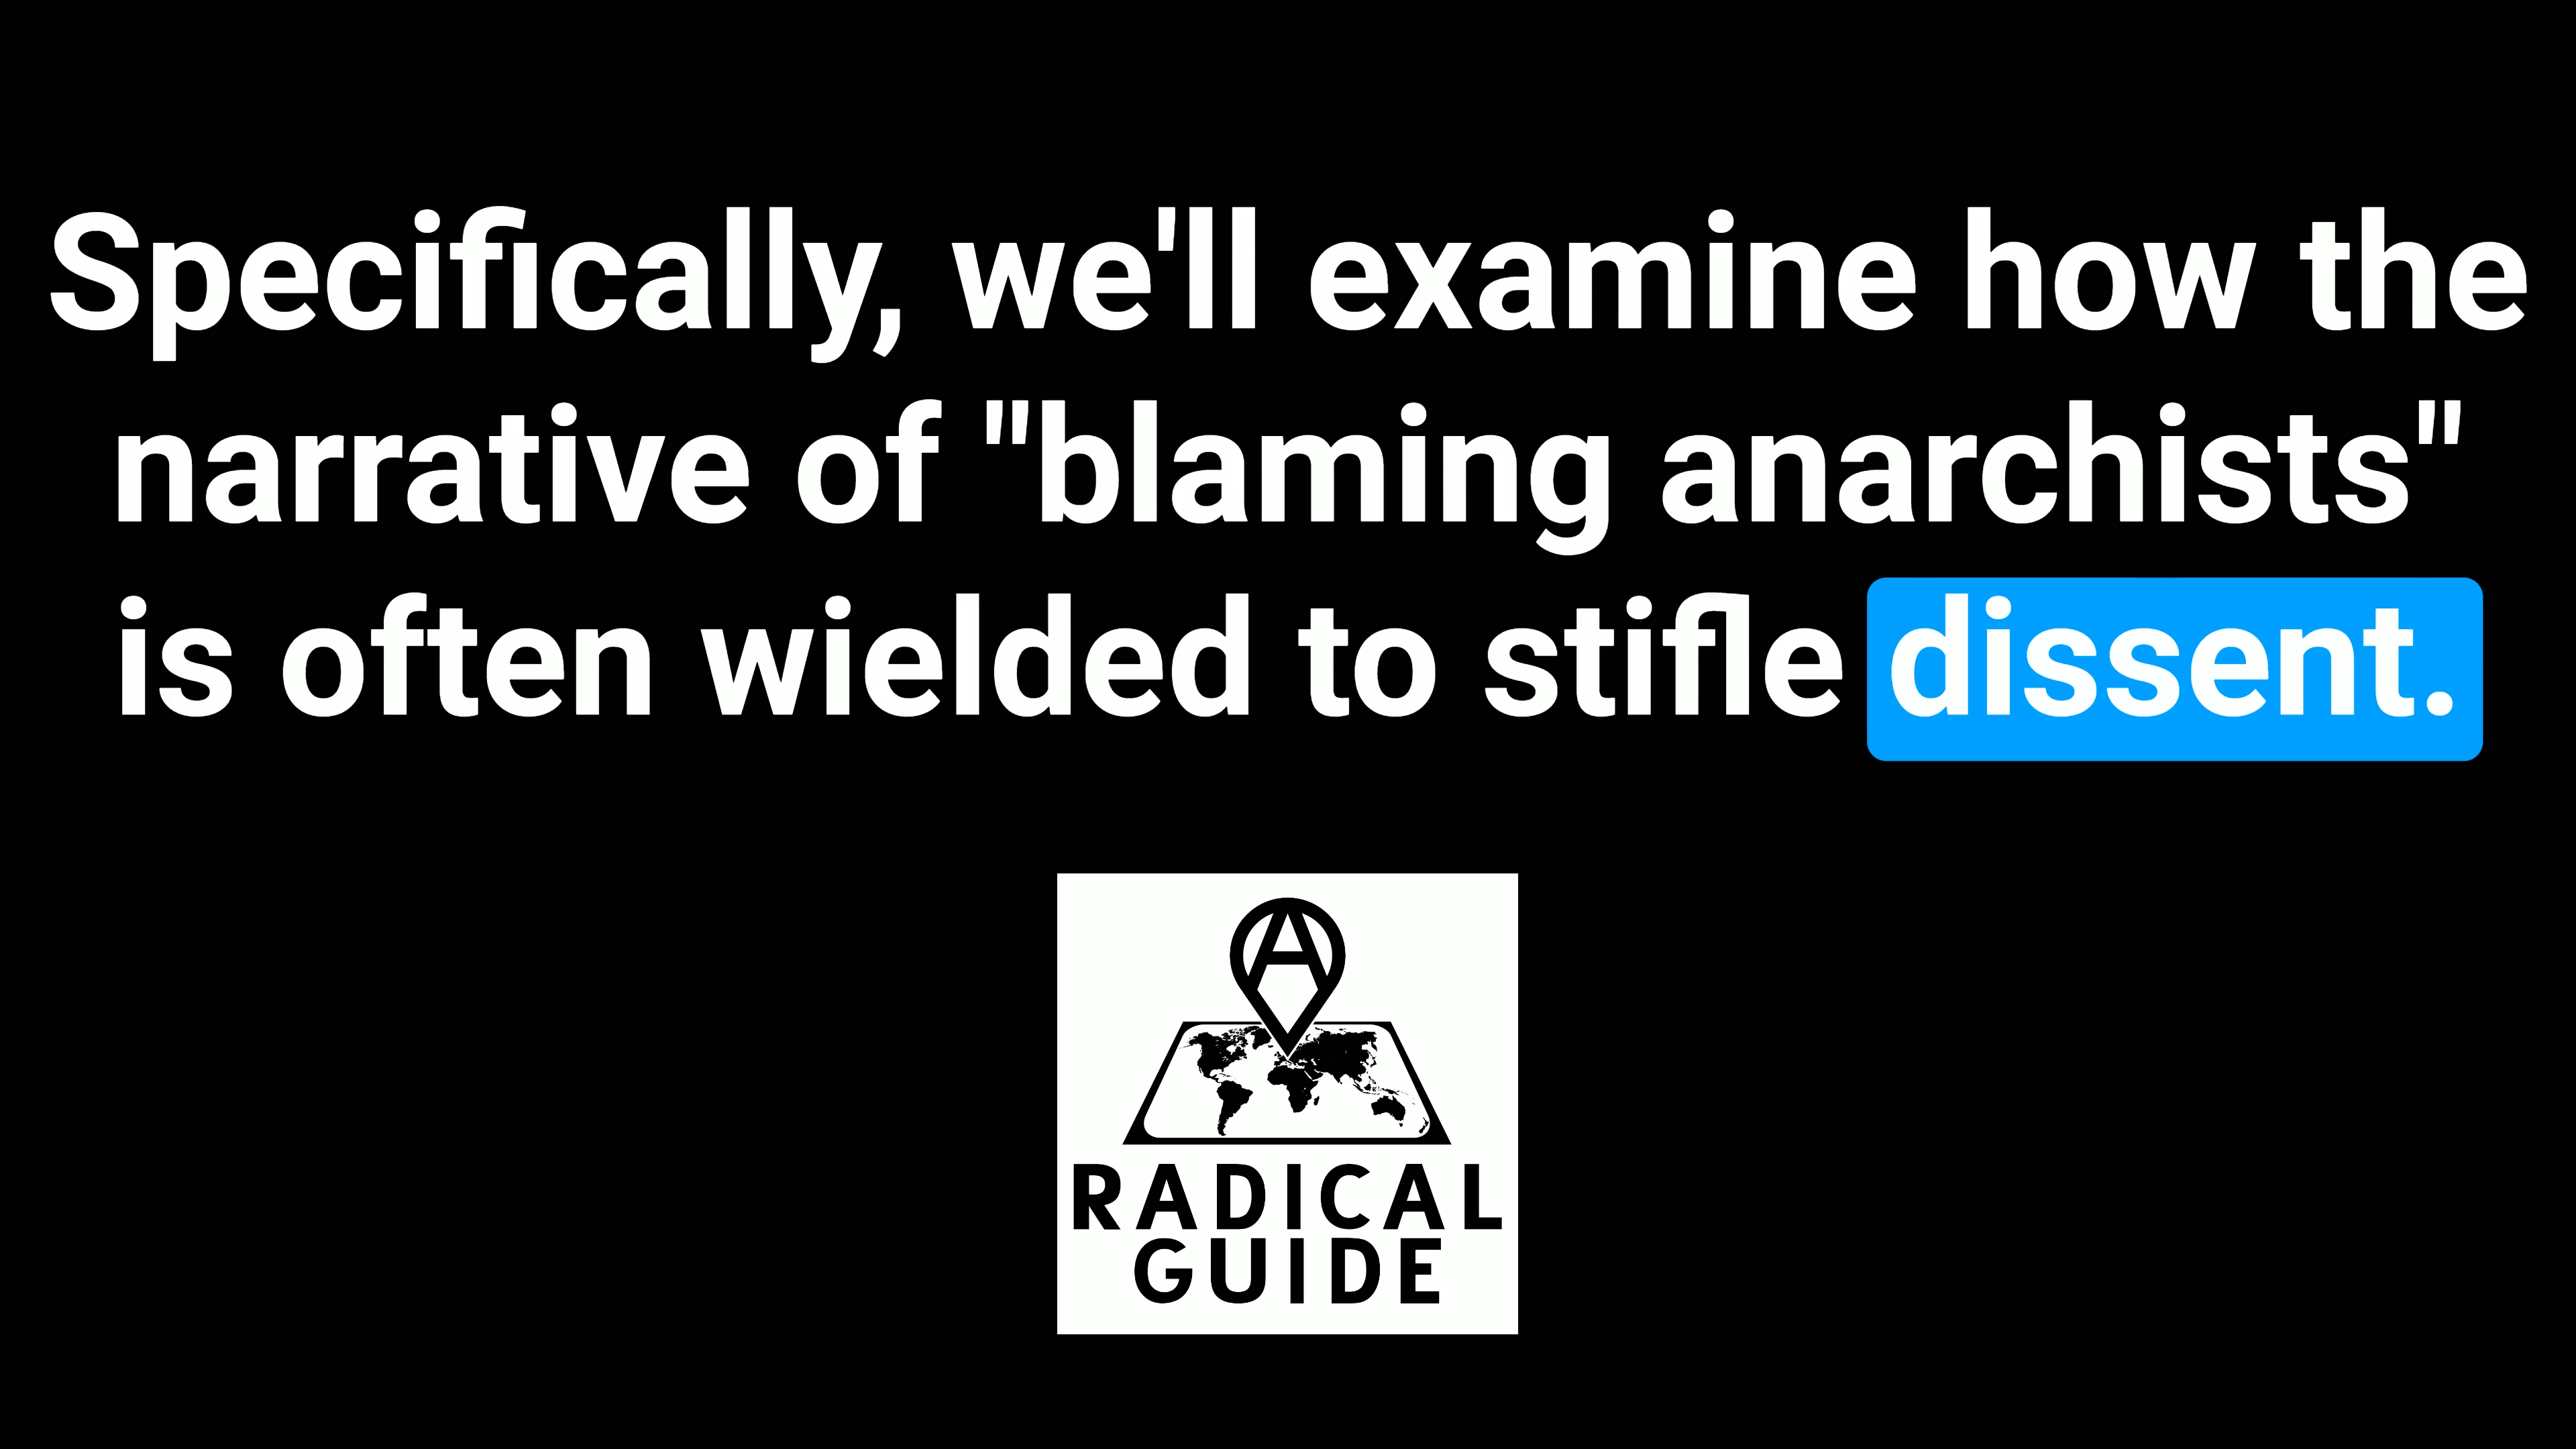 Specifically, we'll examine how the
narrative of "blaming anarchists"
is often wielded to stifle dissent.
A
RADICAL
GUIDE